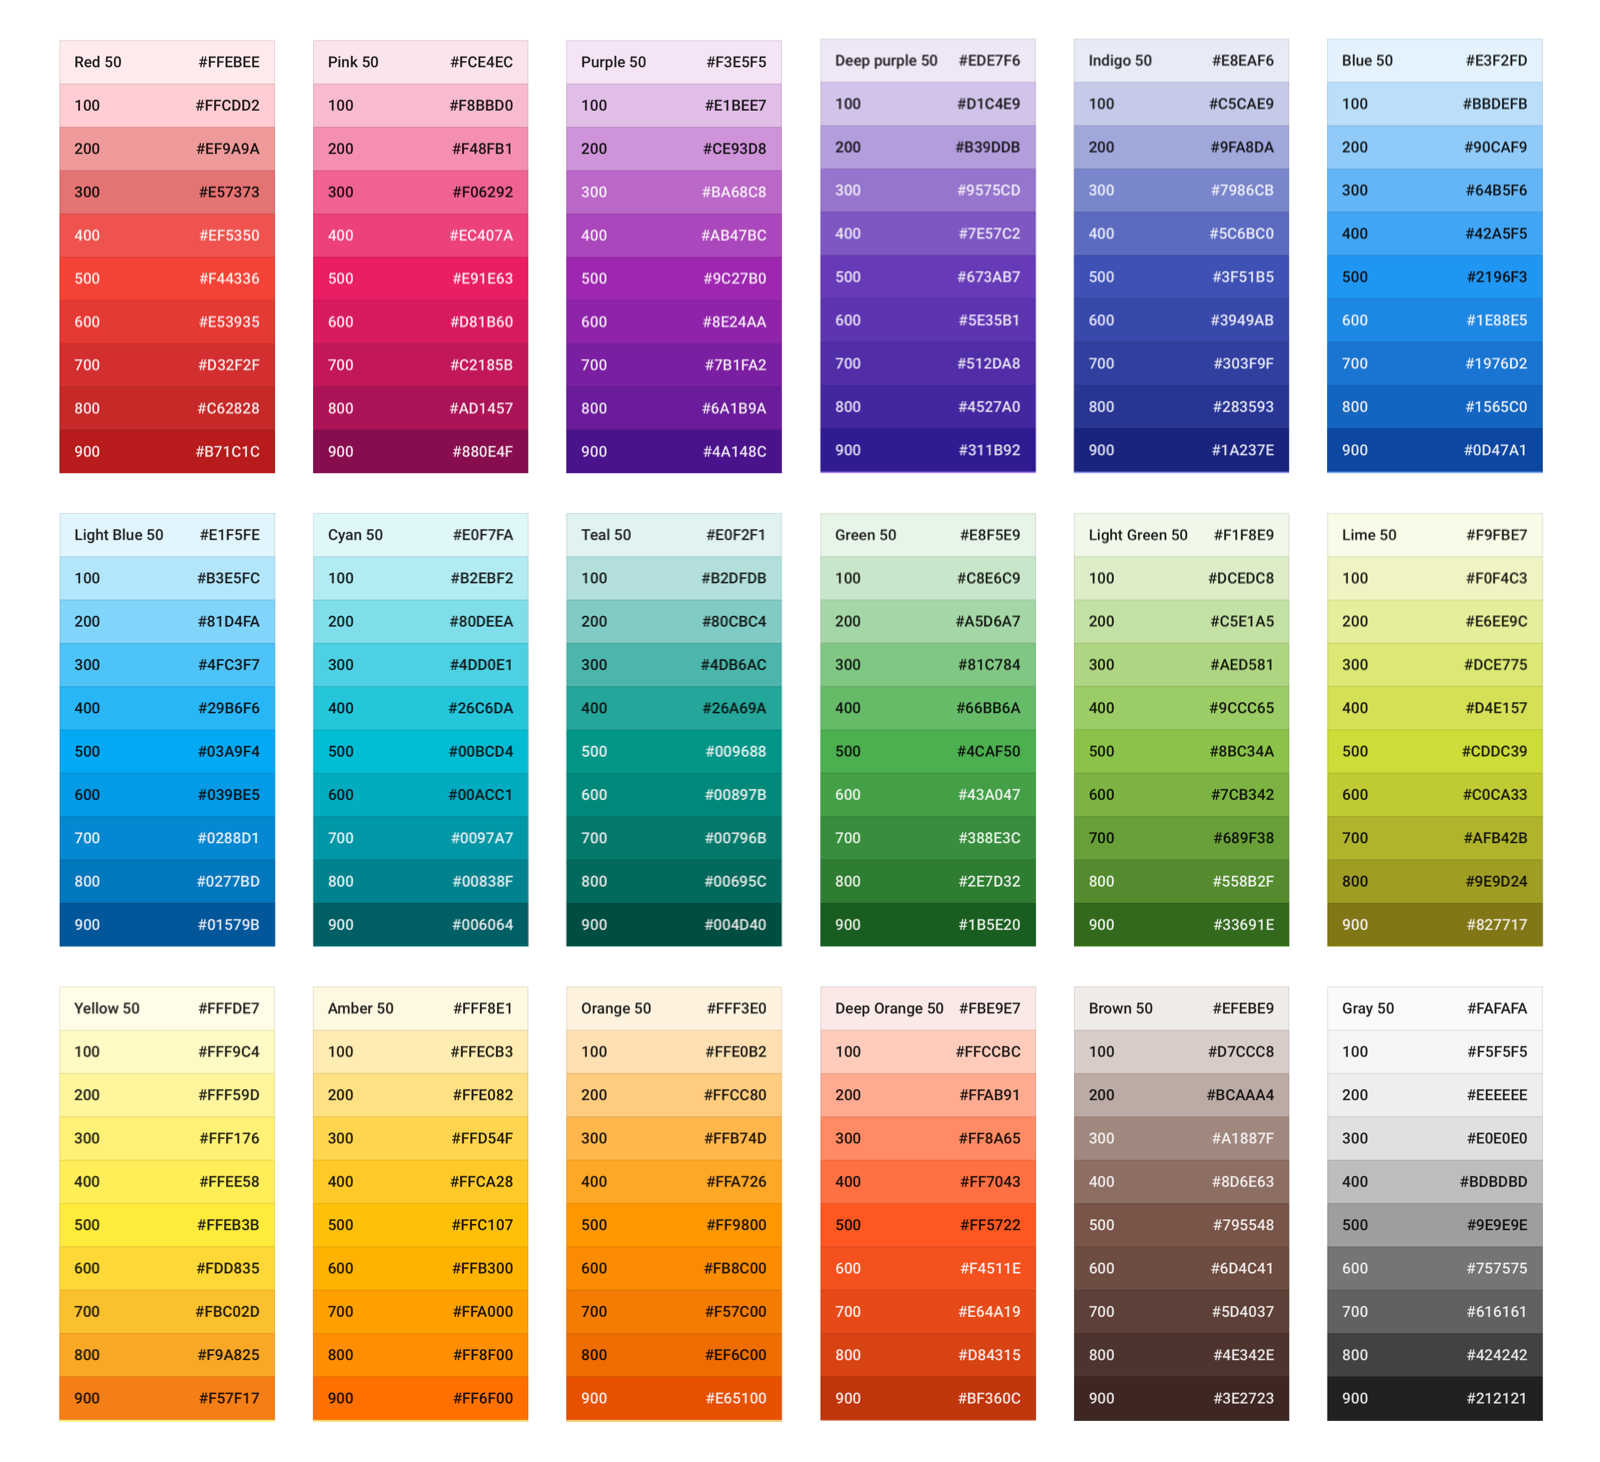 Red 50 #FFEBEE
100 #FFCDD2
200 #EF9A9A
300 #E57373
400 #EF5350
500 #F44336
600 #E53935
700 #D32F2F
800 #C62828
900 #B71C1C
Pink 50 #FCE4EC
100 #F8BBD0
200 #F48FB1
300 #F06292
400 #EC407A
500 #E91E63
600 #D81B60
700 #C2185B
800 #AD1457
900 #880E4F
Purple 50 #F3E5F5
100 #E1BEE7
200 #CE93D8
300 #BA68C8
400 #AB47BC
500 #9C27B0
600 #8E24AA
700 #7B1FA2
800 #6A1B9A
900 #4A148C
Deep purple 50 #EDE7F6
100 #D1C4E9
200 #B39DDB
300 #9575CD
400 #7E57C2
500 #673AB7
600 #5E35B1
700 #512DA8
800 #4527A0
900 #311B92
Indigo 50 #E8EAF6
100 #C5CAE9
200 #9FA8DA
300 #7986CB
400 #5C6BC0
500 #3F51B5
600 #3949AB
700 #303F9F
800 #283593
900 #1A237E
Blue 50 #E3F2FD
100 #BBDEFB
200 #90CAF9
300 #64B5F6
400 #42A5F5
500 #2196F3
600 #1E88E5
700 #1976D2
800 #1565C0
900 #0D47A1
Light Blue 50 #E1F5FE
100 #B3E5FC
200 #81D4FA
300 #4FC3F7
400 #29B6F6
500 #03A9F4
600 #039BE5
700 #0288D1
800 #0277BD
900 #01579B
Cyan 50 #E0F7FA
100 #B2EBF2
200 #80DEEA
300 #4DD0E1
400 #26C6DA
500 #00BCD4
600 #00ACC1
700 #0097A7
800 #00838F
900 #006064
Teal 50 #E0F2F1
100 #B2DFDB
200 #80CBC4
300 #4DB6AC
400 #26A69A
500 #009688
600 #00897B
700 #00796B
800 #00695C
900 #004D40
Green 50 #E8F5E9
100 #C8E6C9
200 #A5D6A7
300 #81C784
400 #66BB6A
500 #4CAF50
600 #43A047
700 #388E3C
800 #2E7D32
900 #1B5E20
Light Green 50 #F1F8E9
100 #DCEDC8
200 #C5E1A5
300 #AED581
400 #9CCC65
500 #8BC34A
600 #7CB342
700 #689F38
800 #558B2F
900 #33691E
Lime 50 #F9FBE7
100 #F0F4C3
200 #E6EE9C
300 #DCE775
400 #D4E157
500 #CDDC39
600 #C0CA33
700 #AFB42B
800 #9E9D24
900 #827717
Yellow 50 #FFFDE7
100 #FFF9C4
200 #FFF59D
300 #FFF176
400 #FFEE58
500 #FFEB3B
600 #FDD835
700 #FBC02D
800 #F9A825
900 #F57F17
Amber 50 #FFF8E1
100 #FFECB3
200 #FFE082
300 #FFD54F
400 #FFCA28
500 #FFC107
600 #FFB300
700 #FFA000
800 #FF8F00
900 #FF6F00
Orange 50 #FFF3E0
100 #FFE0B2
200 #FFCC80
300 #FFB74D
400 #FFA726
500 #FF9800
600 #FB8C00
700 #F57C00
800 #EF6C00
900 #E65100
Deep Orange 50 #FBE9E7
100 #FFCCBC
200 #FFAB91
300 #FF8A65
400 #FF7043
500 #FF5722
600 #F4511E
700 #E64A19
800 #D84315
900 #BF360C
Brown 50 #EFEBE9
100 #D7CCC8
200 #BCAAA4
300 #A1887F
400 #8D6E63
500 #795548
600 #6D4C41
700 #5D4037
800 #4E342E
900 #3E2723
Gray 50 #FAFAFA
100 #F5F5F5
200 #EEEEEE
300 #E0E0E0
400 #BDBDBD
500 #9E9E9E
600 #757575
700 #616161
800 #424242
900 #212121